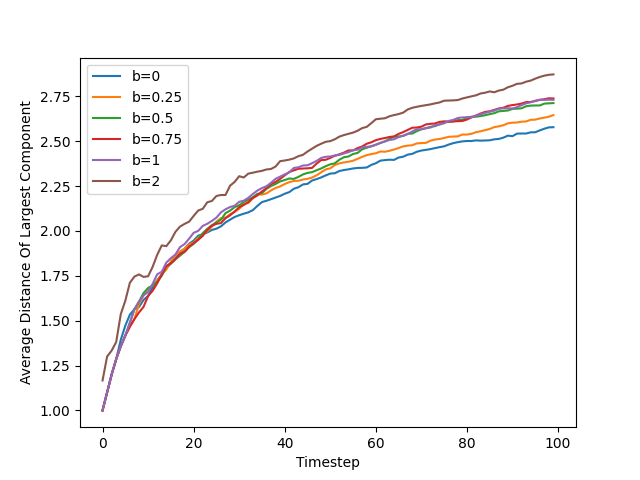 b=0
b=0.25
b=0.5
b=0.75
b=1
b=2
Average Distance Of Largest Component
2.75
2.50
2.25
2.00
1.75
1.50
1.25
1.00
0 20 40 60 80 100
Timestep